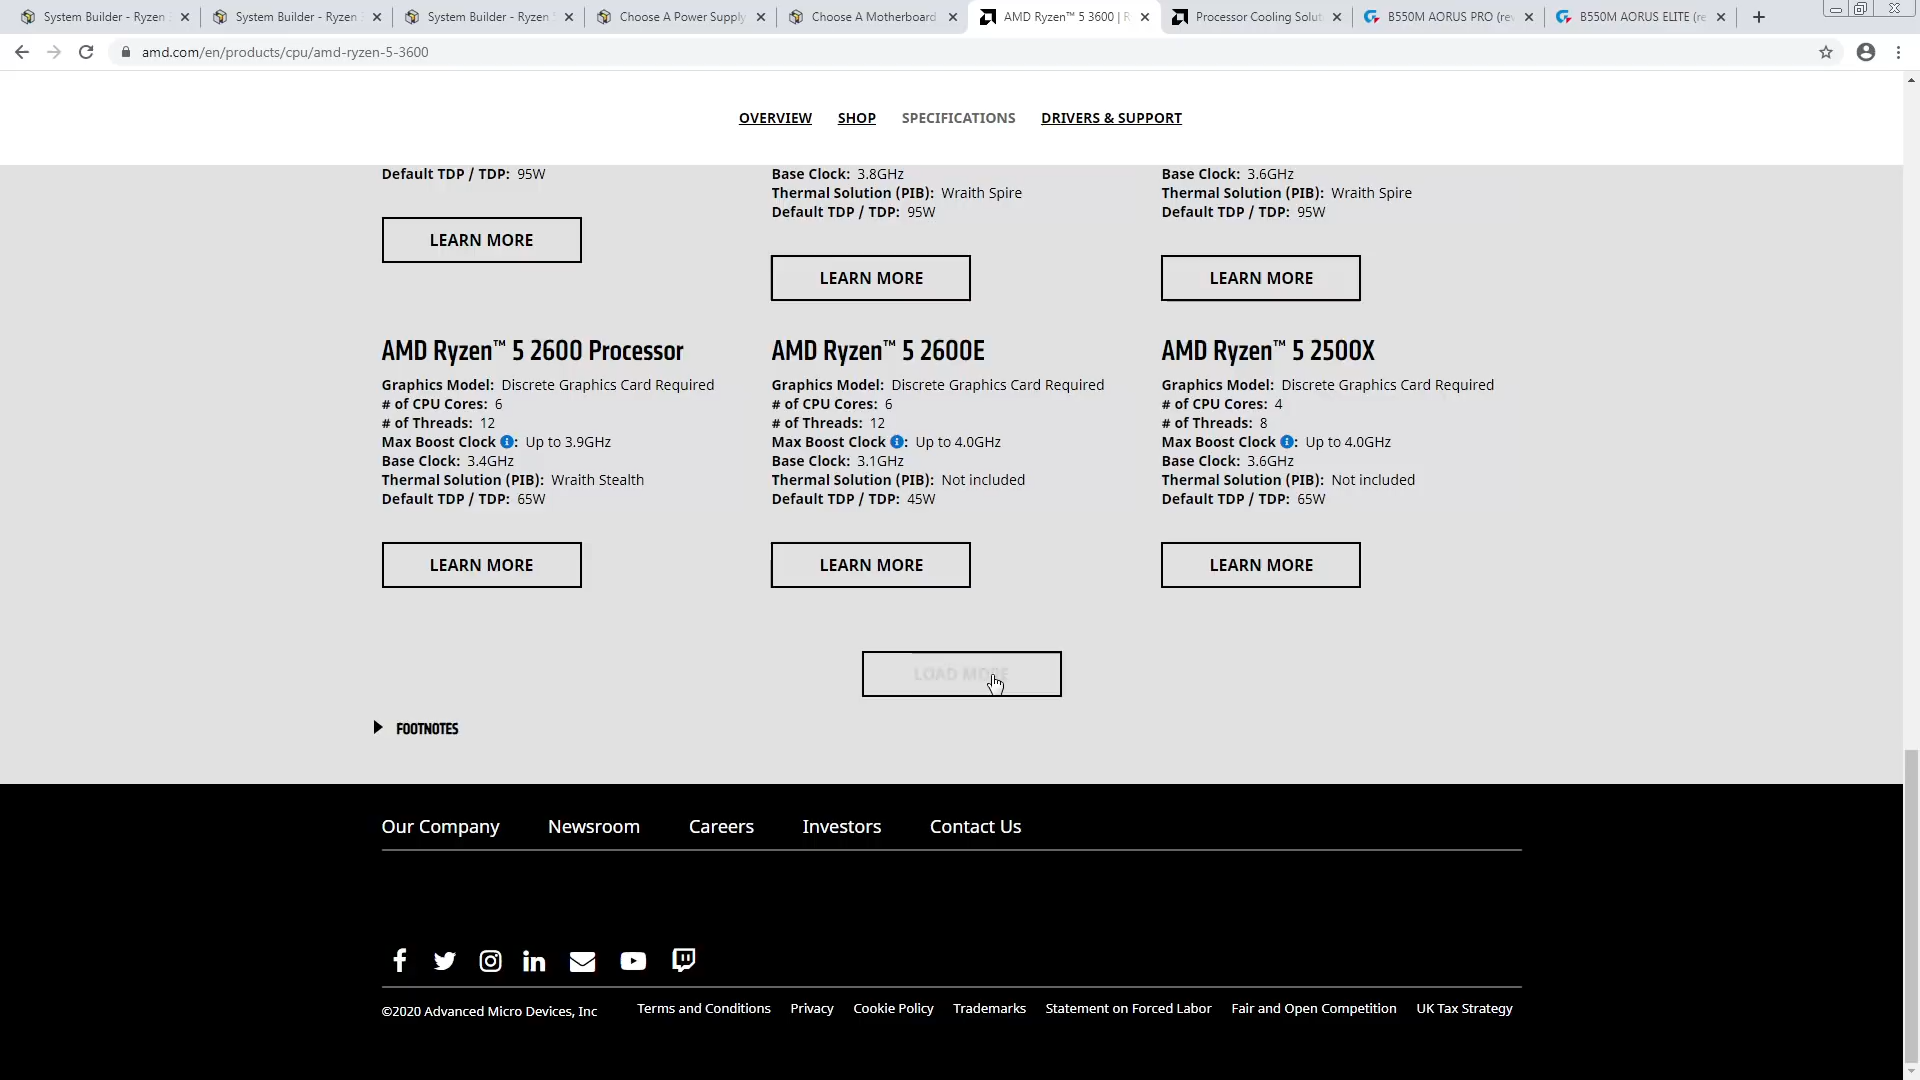 System Builder - Ryzen
System Builder - Ryzen
System Builder - Ryzen
Choose A Power Supply
Choose A Motherboard
AMD Ryzen™ 5 3600 | R
Processor Cooling Solut
B550M AORUS PRO (rev
B550M AORUS ELITE (re
amd.com/en/products/cpu/amd-ryzen-5-3600
OVERVIEW SHOP SPECIFICATIONS DRIVERS & SUPPORT
Default TDP / TDP: 95W
LEARN MORE
Base Clock: 3.8GHz
Thermal Solution (PIB): Wraith Spire
Default TDP / TDP: 95W
LEARN MORE
Base Clock: 3.6GHz
Thermal Solution (PIB): Wraith Spire
Default TDP / TDP: 95W
LEARN MORE
AMD Ryzen™ 5 2600 Processor
Graphics Model: Discrete Graphics Card Required
# of CPU Cores: 6
# of Threads: 12
Max Boost Clock i: Up to 3.9GHz
Base Clock: 3.4GHz
Thermal Solution (PIB): Wraith Stealth
Default TDP / TDP: 65W
LEARN MORE
AMD Ryzen™ 5 2600E
Graphics Model: Discrete Graphics Card Required
# of CPU Cores: 6
# of Threads: 12
Max Boost Clock i: Up to 4.0GHz
Base Clock: 3.1GHz
Thermal Solution (PIB): Not included
Default TDP / TDP: 45W
LEARN MORE
AMD Ryzen™ 5 2500X
Graphics Model: Discrete Graphics Card Required
# of CPU Cores: 4
# of Threads: 8
Max Boost Clock i: Up to 4.0GHz
Base Clock: 3.6GHz
Thermal Solution (PIB): Not included
Default TDP / TDP: 65W
LEARN MORE
LOAD MORE
FOOTNOTES
Our Company Newsroom Careers Investors Contact Us
©2020 Advanced Micro Devices, Inc Terms and Conditions Privacy Cookie Policy Trademarks Statement on Forced Labor Fair and Open Competition UK Tax Strategy